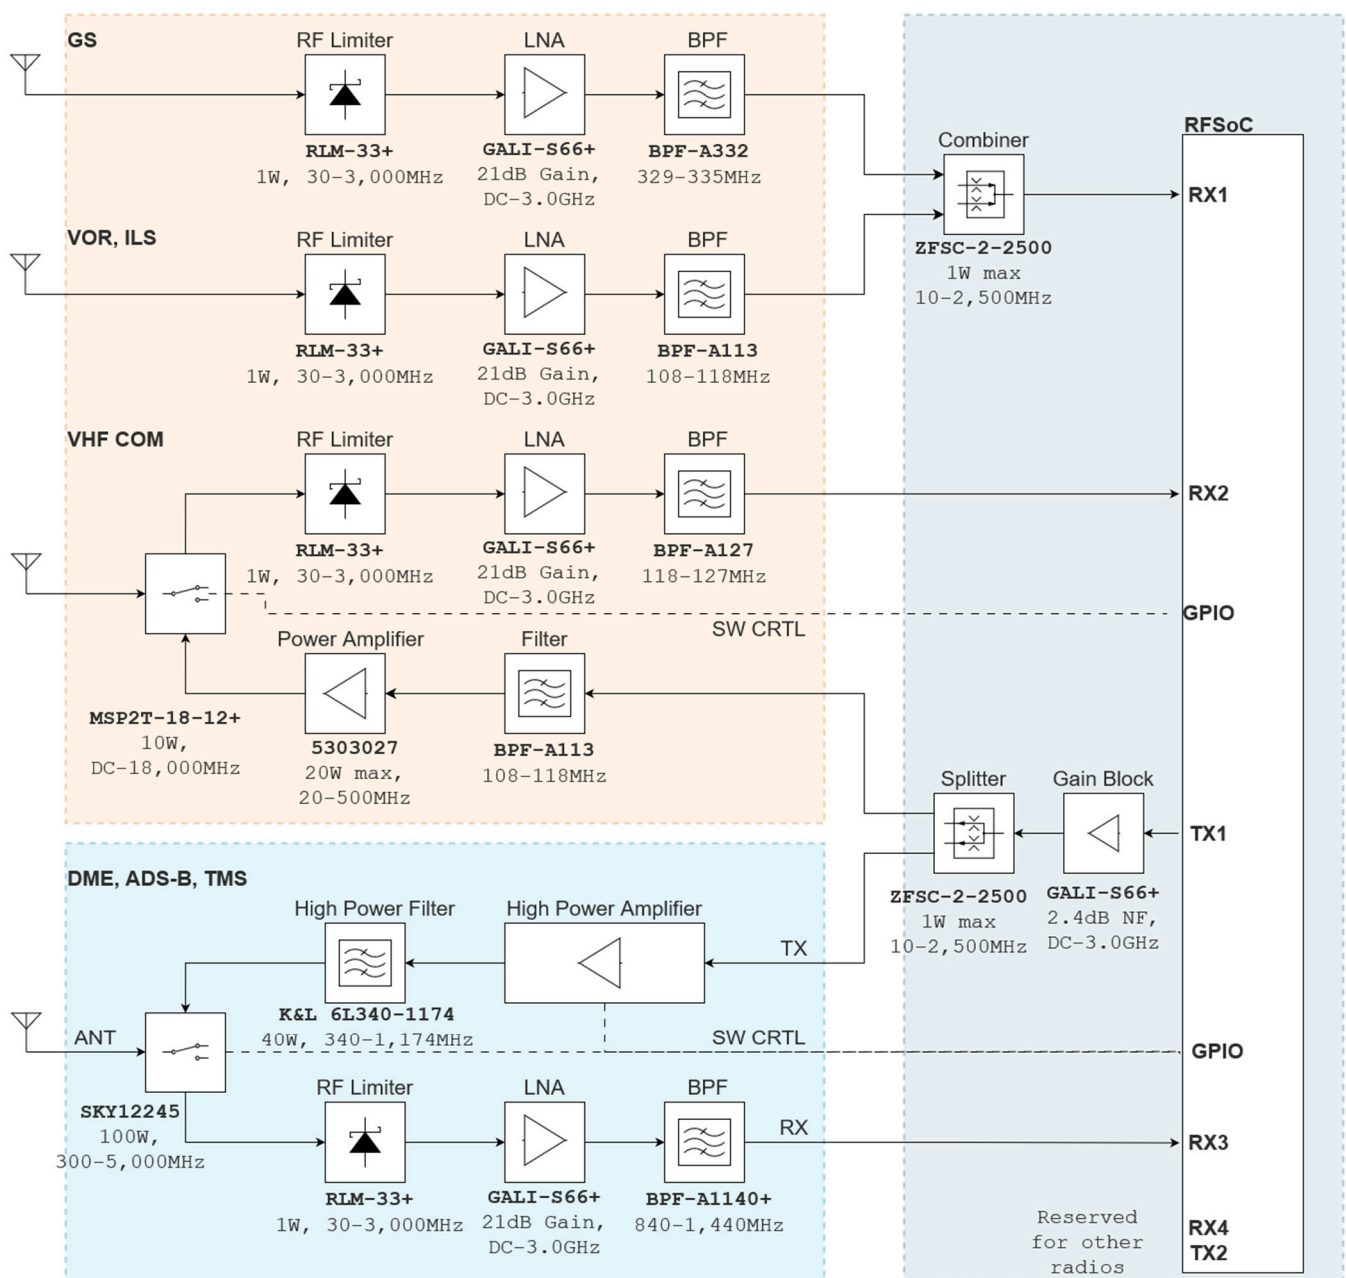 GS
RF Limiter
LNA
BPF
RLM-33+
1W, 30-3,000MHz
GALI-S66+
21dB Gain,
DC-3.0GHz
BPF-A332
329-335MHz
Combiner
ZFSC-2-2500
1W max
10-2,500MHz
RFSoC
RX1
VOR, ILS
RF Limiter
LNA
BPF
RLM-33+
1W, 30-3,000MHz
GALI-S66+
21dB Gain,
DC-3.0GHz
BPF-A113
108-118MHz
VHF COM
RF Limiter
LNA
BPF
RLM-33+
1W, 30-3,000MHz
GALI-S66+
21dB Gain,
DC-3.0GHz
BPF-A127
118-127MHz
RX2
GPIO
SW CRTL
Power Amplifier
Filter
MSP2T-18-12+
10W,
DC-18,000MHz
5303027
20W max,
20-500MHz
BPF-A113
108-118MHz
Splitter
Gain Block
TX1
ZFSC-2-2500
1W max
10-2,500MHz
GALI-S66+
2.4dB NF,
DC-3.0GHz
DME, ADS-B, TMS
High Power Filter
High Power Amplifier
TX
K&L 6L340-1174
40W, 340-1,174MHz
ANT
SW CRTL
GPIO
SKY12245
100W,
300-5,000MHz
RF Limiter
LNA
BPF
RX
RX3
RLM-33+
1W, 30-3,000MHz
GALI-S66+
21dB Gain,
DC-3.0GHz
BPF-A1140+
840-1,440MHz
Reserved
for other
radios
RX4
TX2